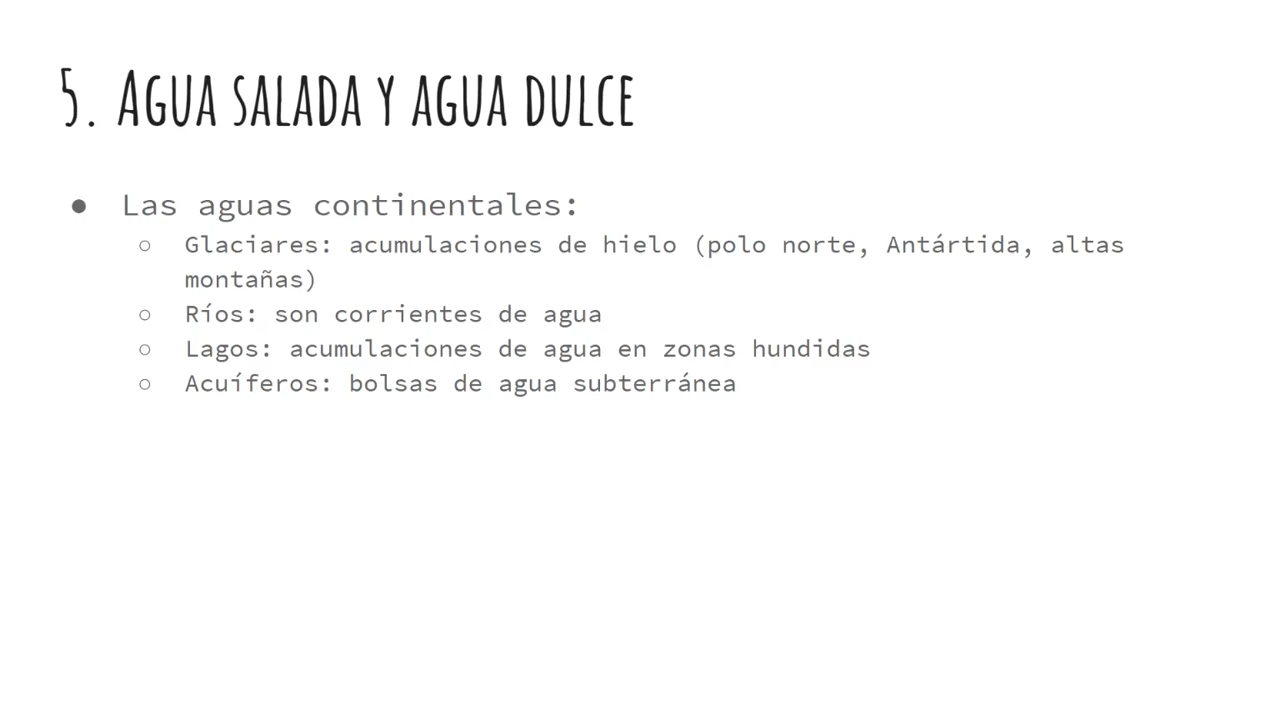 5. AGUA SALADA Y AGUA DULCE
● Las aguas continentales:
○ Glaciares: acumulaciones de hielo (polo norte, Antártida, altas
montañas)
○ Ríos: son corrientes de agua
○ Lagos: acumulaciones de agua en zonas hundidas
○ Acuíferos: bolsas de agua subterránea